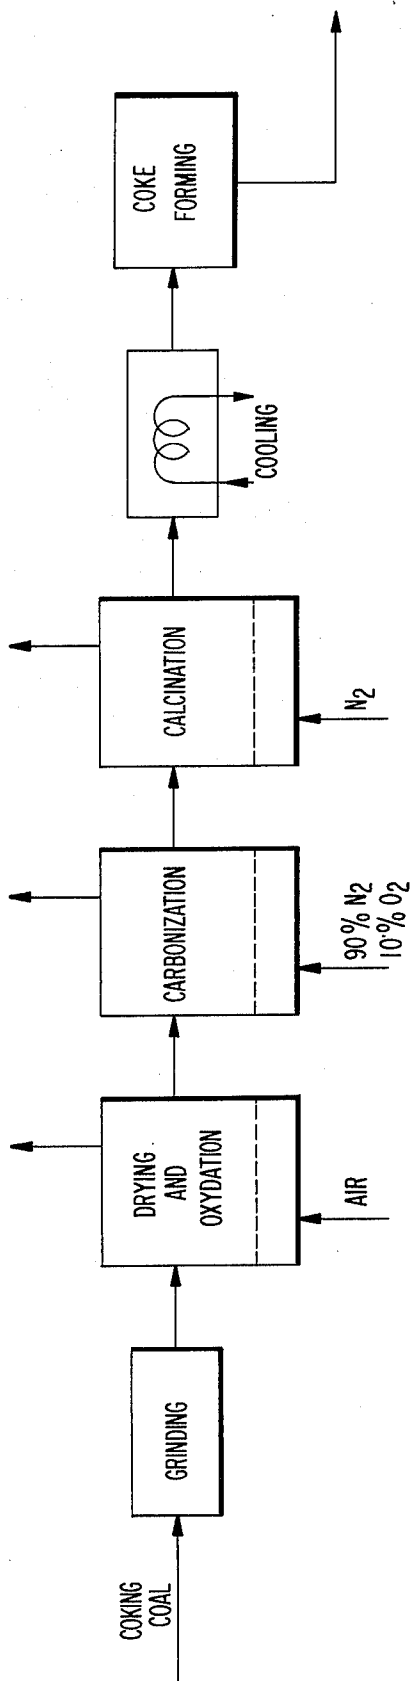 COKING
COAL
GRINDING
DRYING
AND
OXYDATION
AIR
CARBONIZATION
90% N2
10% O2
CALCINATION
N2
COOLING
COKE
FORMING